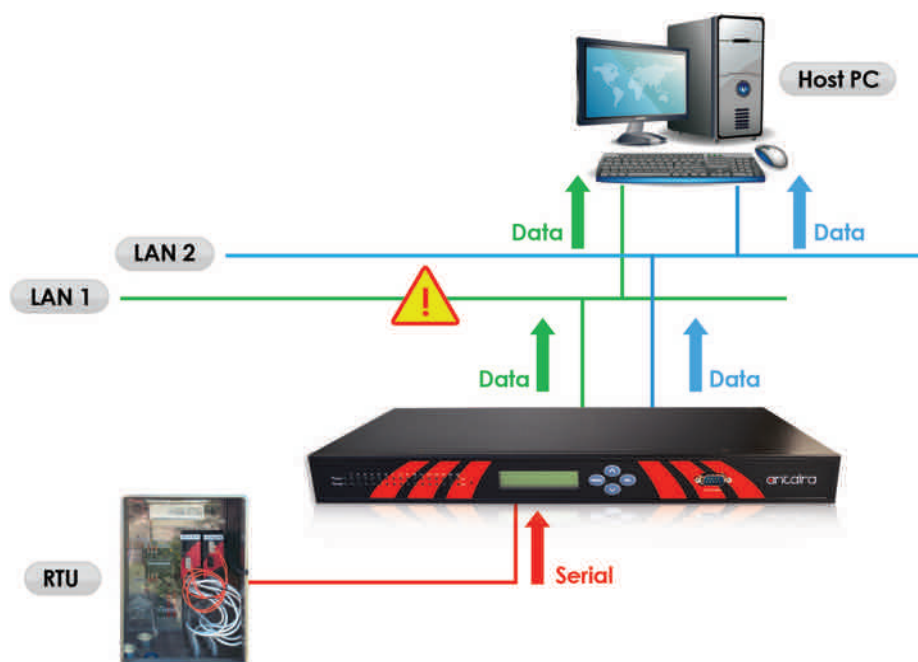 Host PC
Data
Data
LAN 2
LAN 1
Data
Data
antaira
RTU
Serial